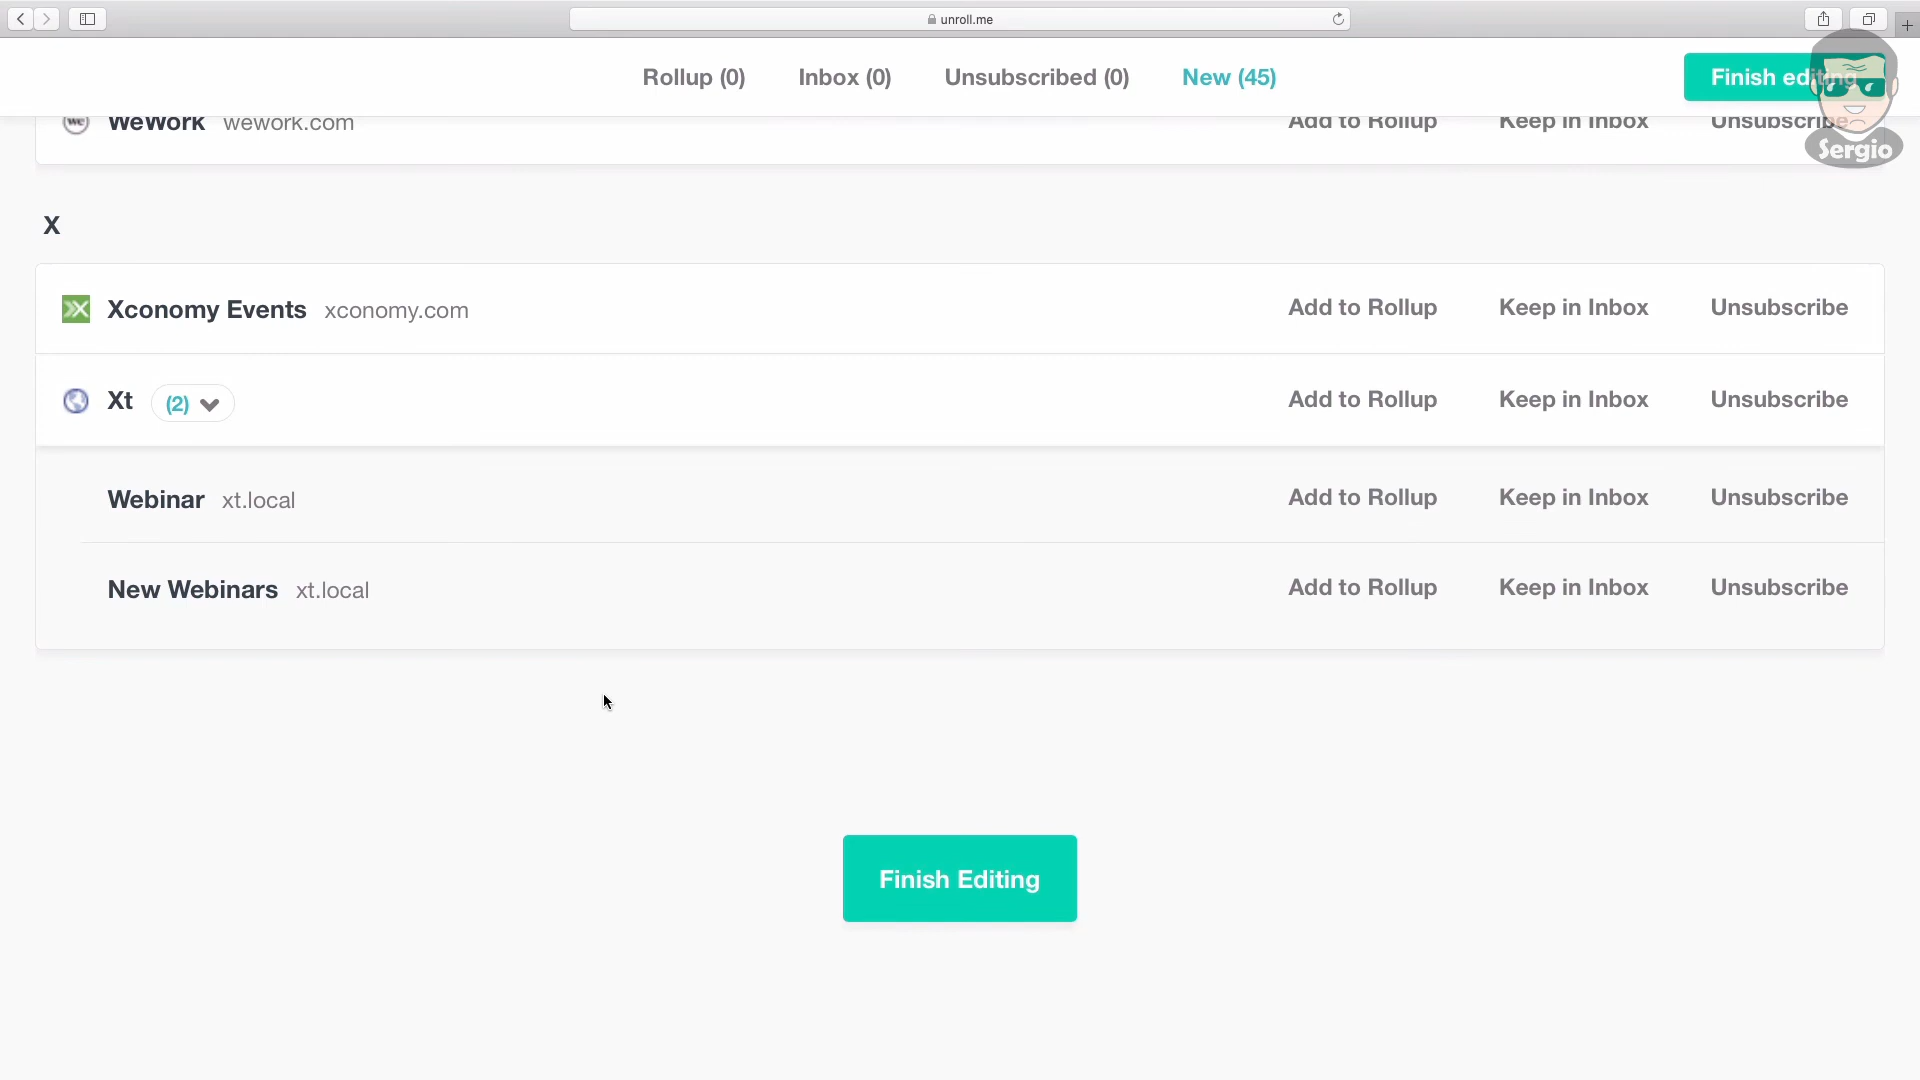 unroll.me
Rollup (0) Inbox (0) Unsubscribed (0) New (45) Finish editing
WeWork wework.com Add to Rollup Keep in Inbox Unsubscribe
Sergio
X
Xconomy Events xconomy.com Add to Rollup Keep in Inbox Unsubscribe
Xt (2) Add to Rollup Keep in Inbox Unsubscribe
Webinar xt.local Add to Rollup Keep in Inbox Unsubscribe
New Webinars xt.local Add to Rollup Keep in Inbox Unsubscribe
Finish Editing